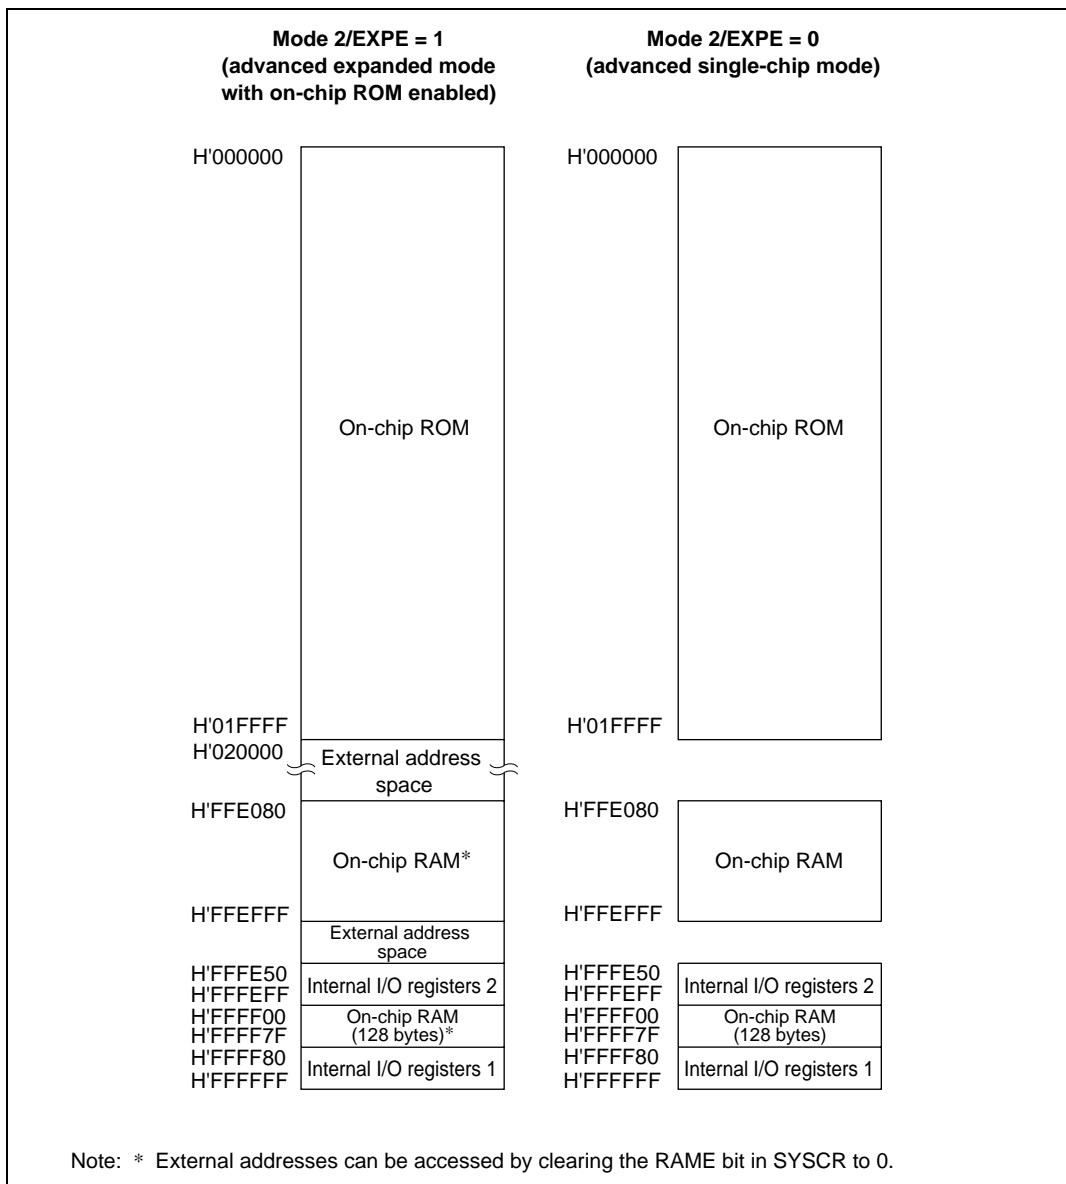 Mode 2/EXPE = 1
(advanced expanded mode
with on-chip ROM enabled)
H'000000
On-chip ROM
H'01FFFF
H'020000
External address
space
H'FFE080
On-chip RAM*
H'FFEFFF
External address
space
H'FFFE50
Internal I/O registers 2
H'FFFEFF
H'FFFF00
On-chip RAM
(128 bytes)*
H'FFFF7F
H'FFFF80
Internal I/O registers 1
H'FFFFFF
Mode 2/EXPE = 0
(advanced single-chip mode)
H'000000
On-chip ROM
H'01FFFF
H'FFE080
On-chip RAM
H'FFEFFF
H'FFFE50
Internal I/O registers 2
H'FFFEFF
H'FFFF00
On-chip RAM
(128 bytes)
H'FFFF7F
H'FFFF80
Internal I/O registers 1
H'FFFFFF
Note: * External addresses can be accessed by clearing the RAME bit in SYSCR to 0.